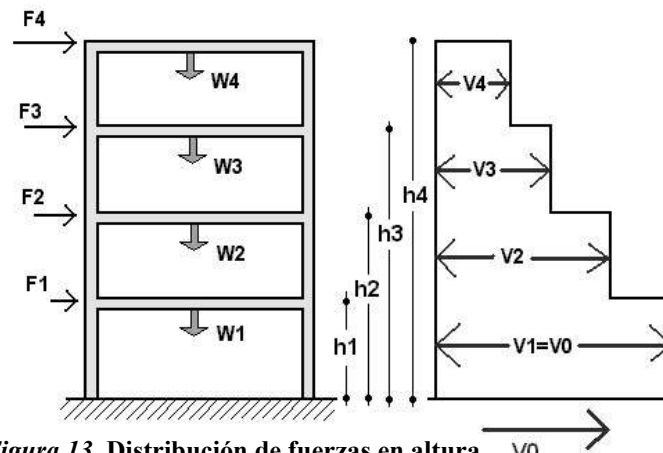 F4
W4
F3
W3
F2
W2
F1
W1
h1
h2
h3
h4
V4
V3
V2
V1=V0
igura 13. Distribución de fuerzas en altura
V0